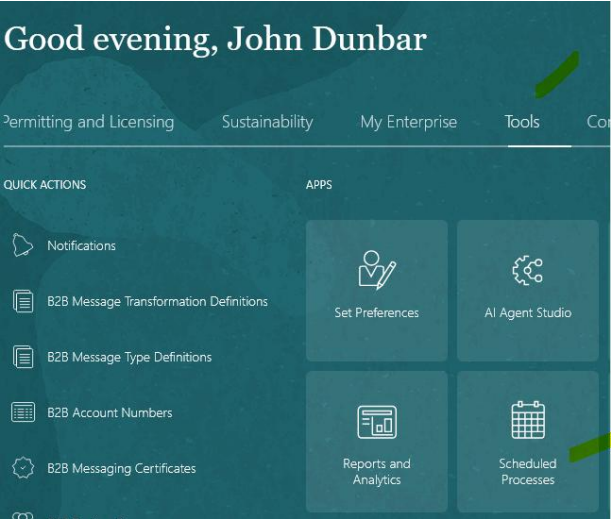 Good evening, John Dunbar
Permitting and Licensing
Sustainability
My Enterprise
Tools
QUICK ACTIONS
APPS
Notifications
B2B Message Transformation Definitions
B2B Message Type Definitions
B2B Account Numbers
B2B Messaging Certificates
Set Preferences
AI Agent Studio
Reports and
Analytics
Scheduled
Processes